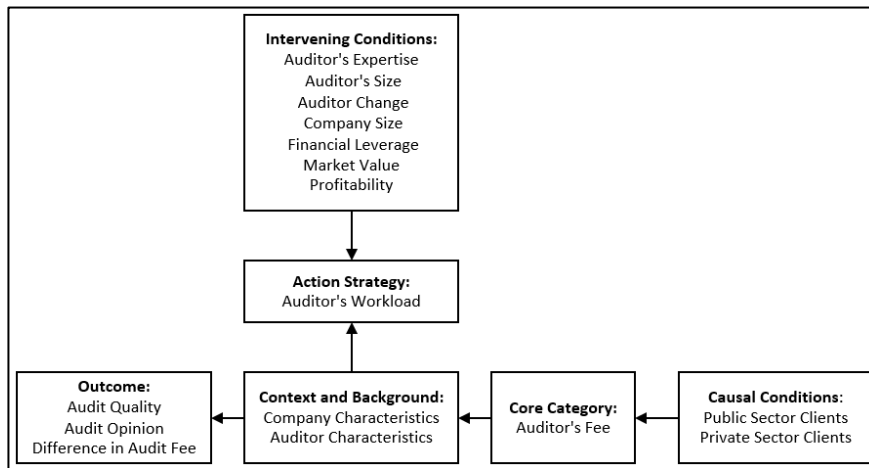 Intervening Conditions:
Auditor's Expertise
Auditor's Size
Auditor Change
Company Size
Financial Leverage
Market Value
Profitability
Action Strategy:
Auditor's Workload
Outcome:
Audit Quality
Audit Opinion
Difference in Audit Fee
Context and Background:
Company Characteristics
Auditor Characteristics
Core Category:
Auditor's Fee
Causal Conditions:
Public Sector Clients
Private Sector Clients